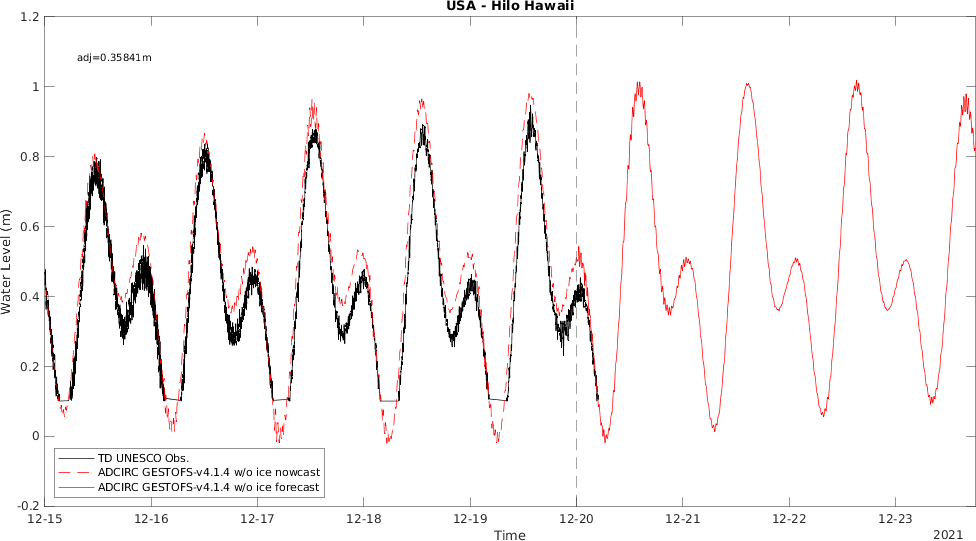 USA - Hilo Hawaii
adj=0.35841m
1.2
1
0.8
0.6
0.4
0.2
0
-0.2
Water Level (m)
TD UNESCO Obs.
ADCIRC GESTOFS-v4.1.4 w/o ice nowcast
ADCIRC GESTOFS-v4.1.4 w/o ice forecast
12-15 12-16 12-17 12-18 12-19 12-20 12-21 12-22 12-23
Time
2021